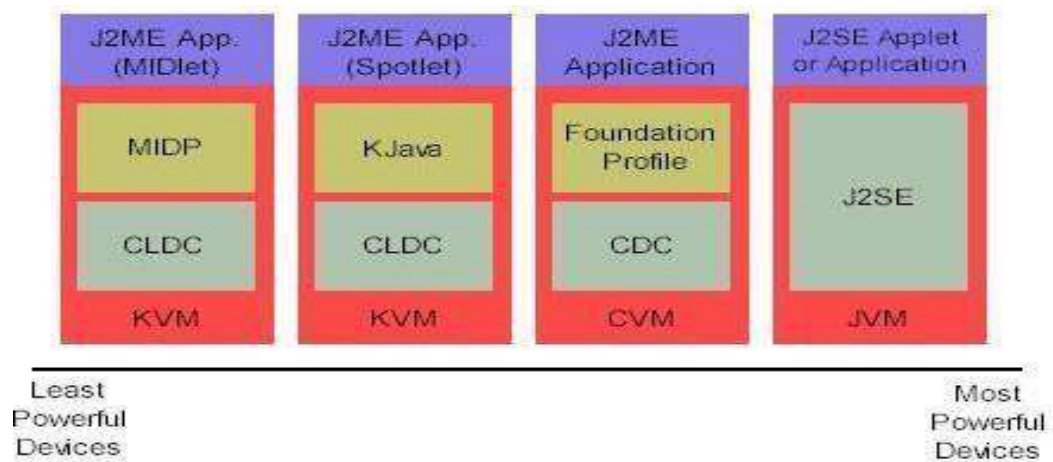 J2ME App.
(MIDlet)
MIDP
CLDC
KVM
J2ME App.
(Spotlet)
KJava
CLDC
KVM
J2ME
Application
Foundation
Profile
CDC
CVM
J2SE Applet
or Application
J2SE
JVM
Least
Powerful
Devices
Most
Powerful
Devices